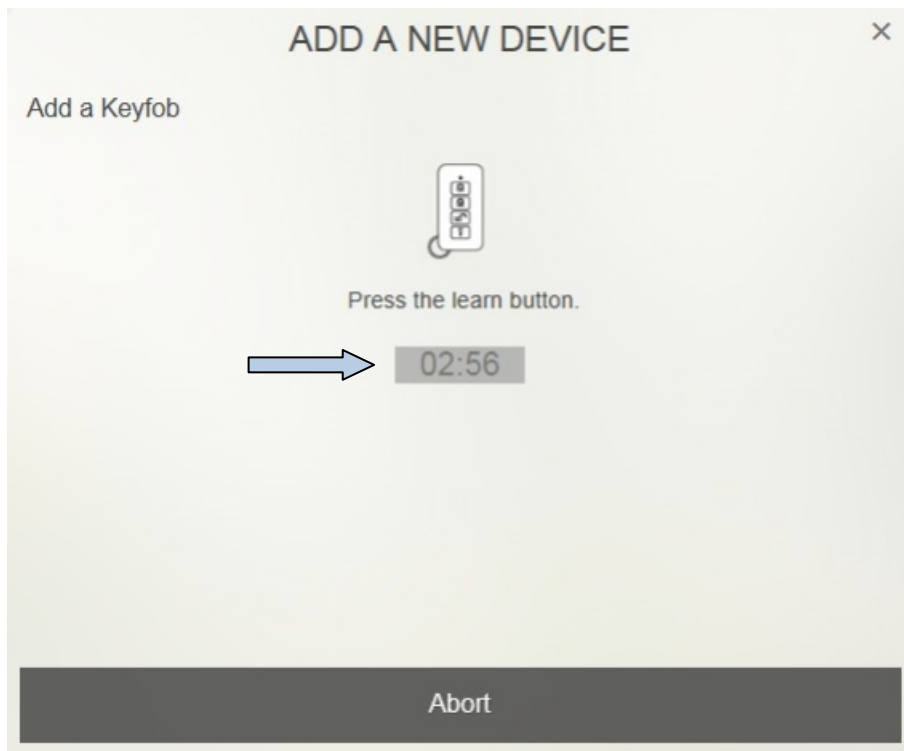 ADD A NEW DEVICE
×
Add a Keyfob
Press the learn button.
02:56
Abort